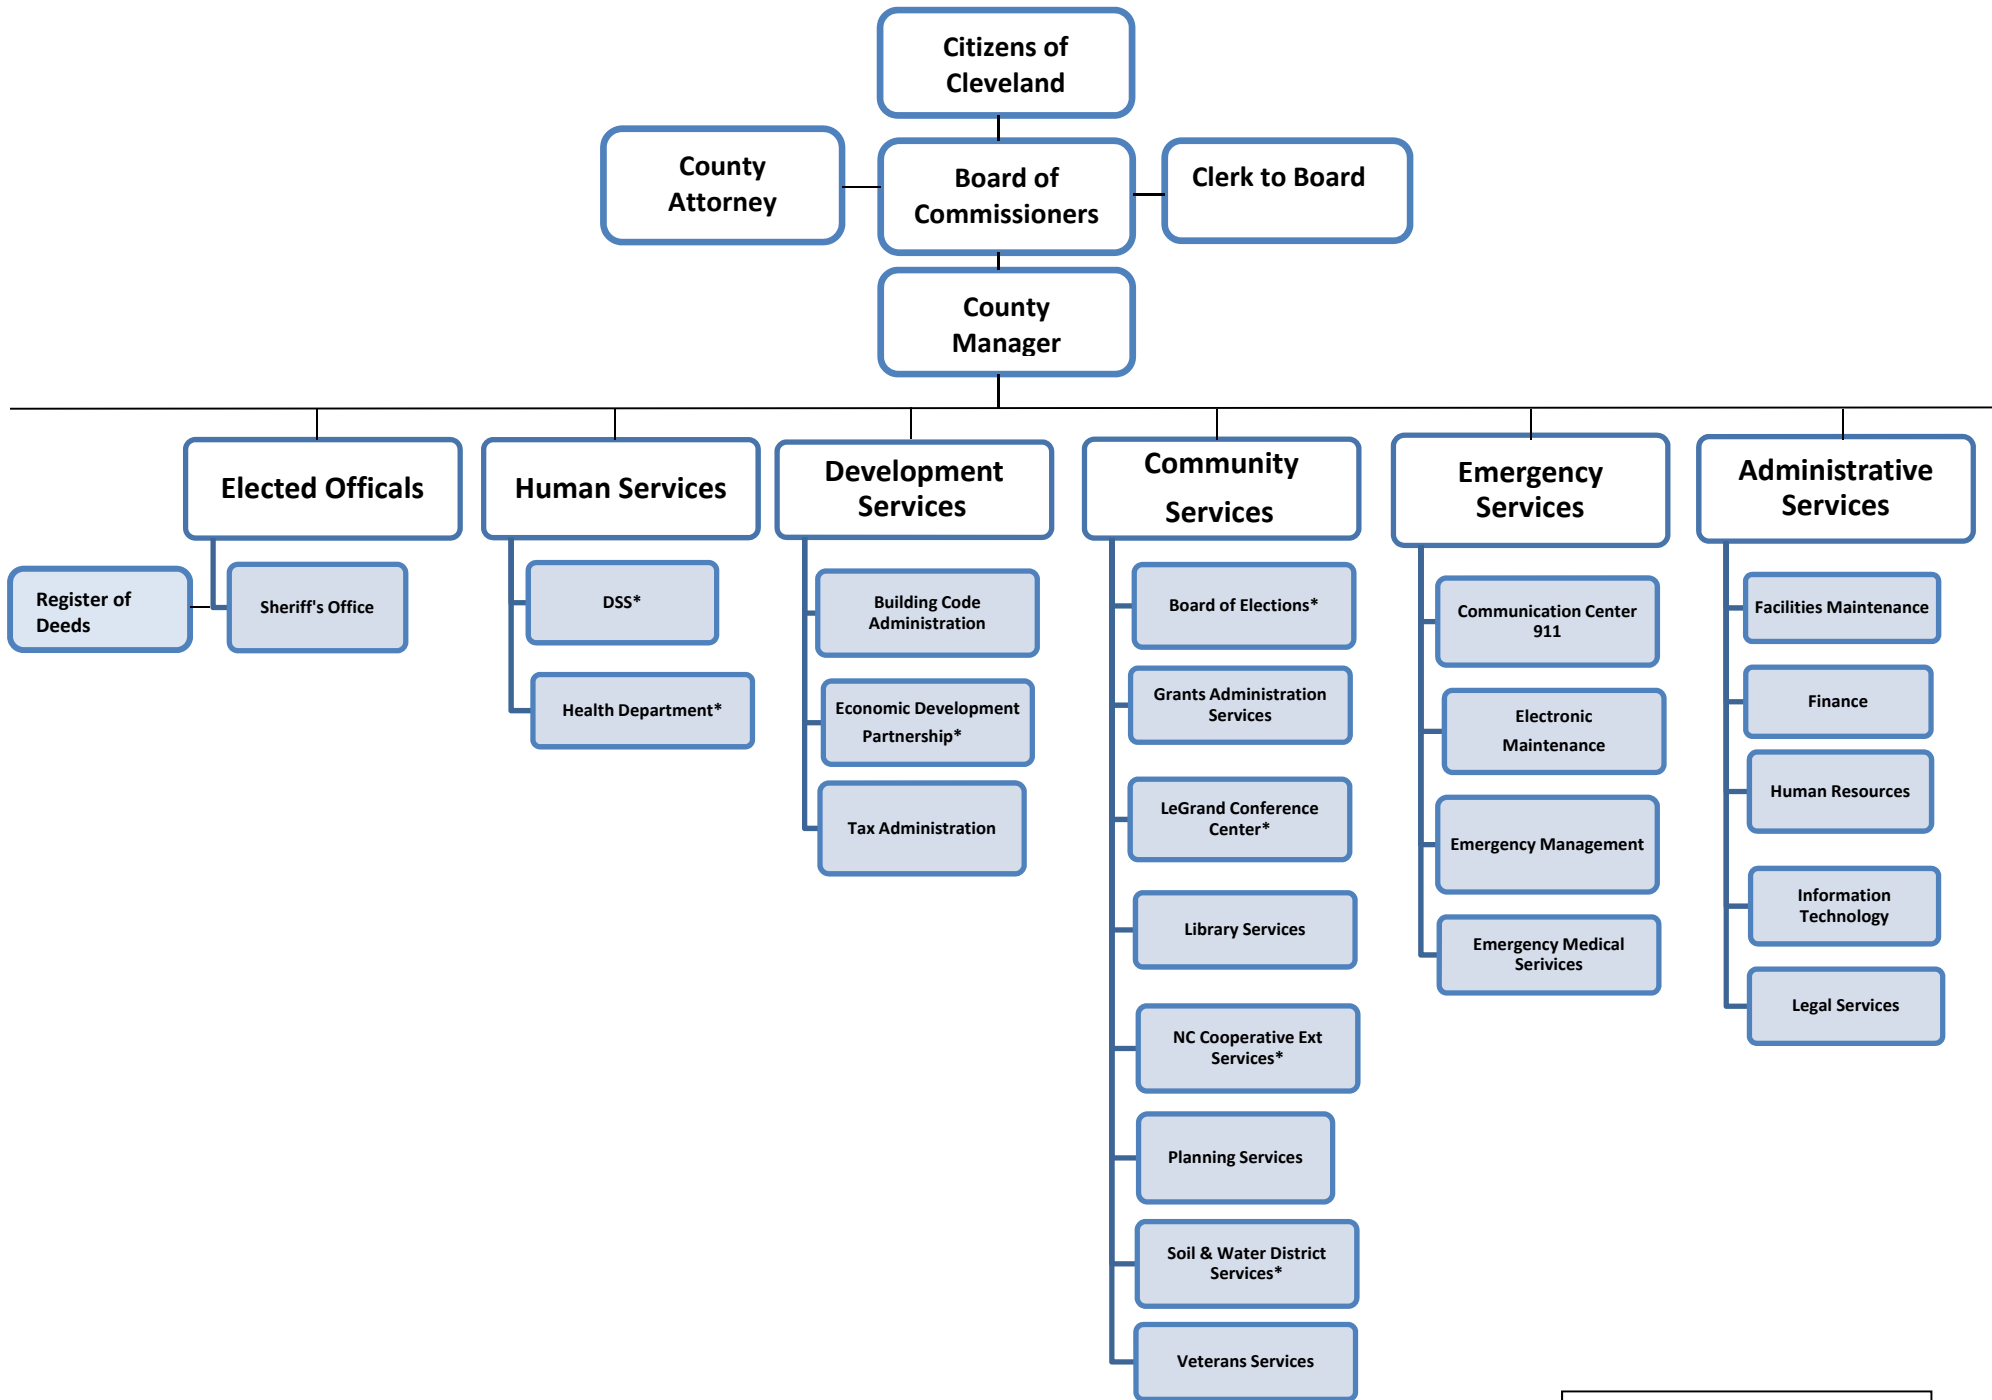 Citizens of
Cleveland
County
Attorney
Board of
Commissioners
Clerk to Board
County
Manager
Elected Officals
Human Services
Development
Services
Community
Services
Emergency
Services
Administrative
Services
Register of
Deeds
Sheriff's Office
DSS*
Health Department*
Building Code
Administration
Economic Development
Partnership*
Tax Administration
Board of Elections*
Grants Administration
Services
LeGrand Conference
Center*
Library Services
NC Cooperative Ext
Services*
Planning Services
Soil & Water District
Services*
Veterans Services
Communication Center
911
Electronic
Maintenance
Emergency Management
Emergency Medical
Serivices
Facilities Maintenance
Finance
Human Resources
Information
Technology
Legal Services